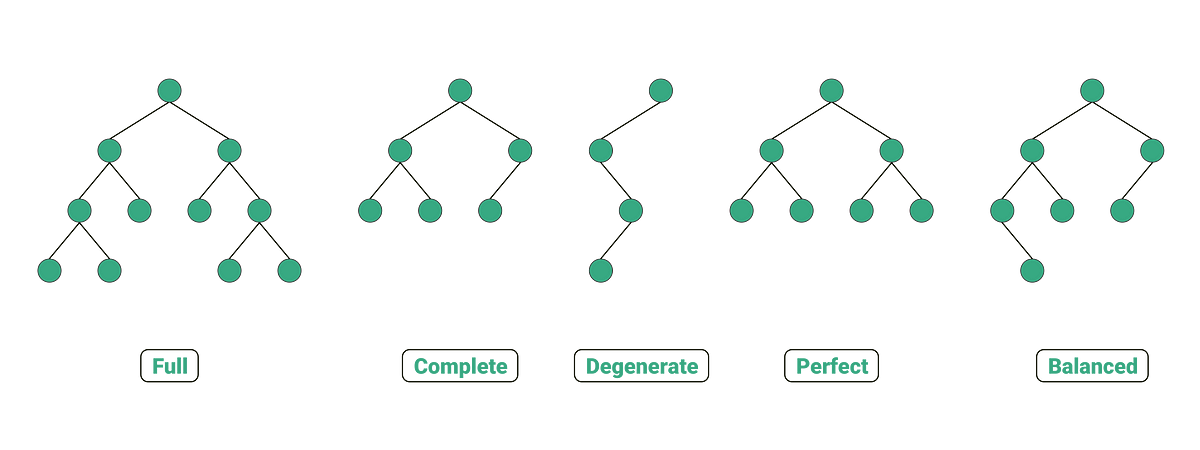 Full
Complete
Degenerate
Perfect
Balanced